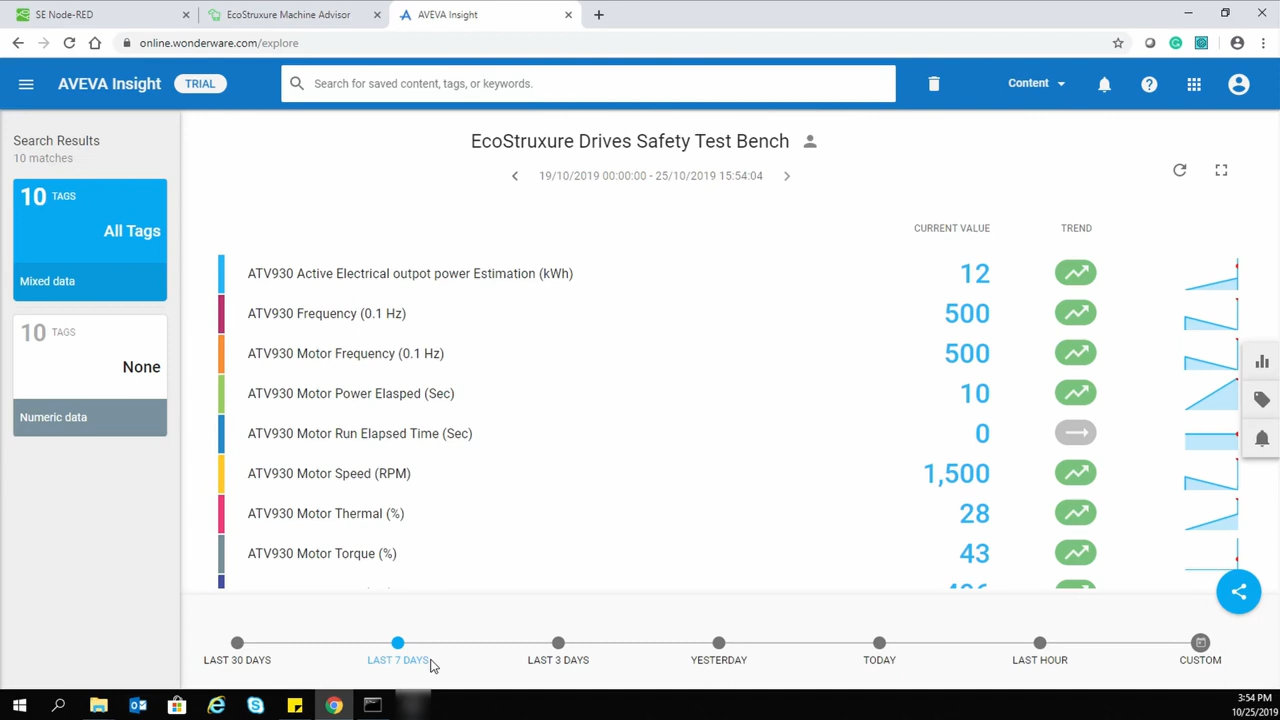 SE Node-RED
EcoStruxure Machine Advisor
AVEVA Insight
online.wonderware.com/explore
AVEVA Insight
TRIAL
Search for saved content, tags, or keywords.
Content
Search Results
10 matches
10 TAGS
All Tags
Mixed data
10 TAGS
None
Numeric data
EcoStruxure Drives Safety Test Bench
19/10/2019 00:00:00 - 25/10/2019 15:54:04
CURRENT VALUE TREND
ATV930 Active Electrical outpot power Estimation (kWh) 12
ATV930 Frequency (0.1 Hz) 500
ATV930 Motor Frequency (0.1 Hz) 500
ATV930 Motor Power Elasped (Sec) 10
ATV930 Motor Run Elapsed Time (Sec) 0
ATV930 Motor Speed (RPM) 1,500
ATV930 Motor Thermal (%) 28
ATV930 Motor Torque (%) 43
LAST 30 DAYS LAST 7 DAYS LAST 3 DAYS YESTERDAY TODAY LAST HOUR CUSTOM
3:54 PM
10/25/2019